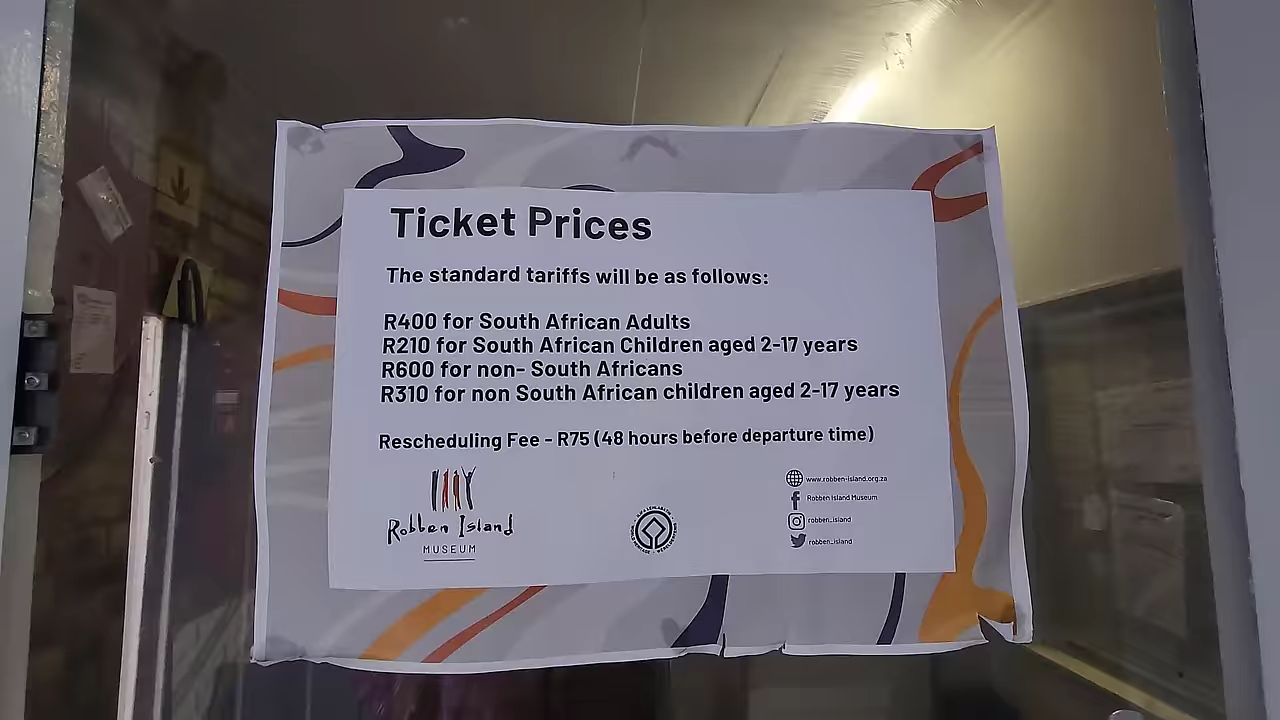 Ticket Prices
The standard tariffs will be as follows:
R400 for South African Adults
R210 for South African Children aged 2-17 years
R600 for non- South Africans
R310 for non South African children aged 2-17 years
Rescheduling Fee - R75 (48 hours before departure time)
Robben Island
MUSEUM
www.robben-island.org.za
Robben Island Museum
robben_island
robben_island